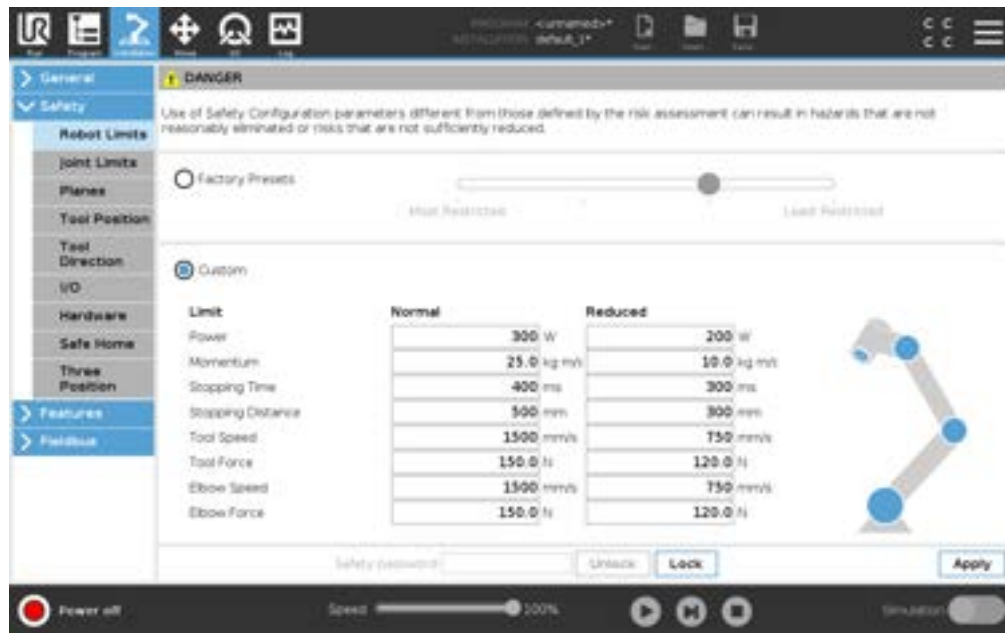 UR
Program
Installation
Move
I/O
Log
PROGRAM <unnamed>*
INSTALLATION default_1*
C C
C C
General
Safety
Robot Limits
Joint Limits
Planes
Tool Position
Tool
Direction
I/O
Hardware
Safe Home
Three
Position
Features
Fieldbus
DANGER
Use of Safety Configuration parameters different from those defined by the risk assessment can result in hazards that are not
reasonably eliminated or risks that are not sufficiently reduced.
Factory Presets
Most Restricted
Least Restricted
Custom
Limit Normal Reduced
Power 300 W 200 W
Momentum 25.0 kg m/s 10.0 kg m/s
Stopping Time 400 ms 300 ms
Stopping Distance 500 mm 300 mm
Tool Speed 1500 mm/s 750 mm/s
Tool Force 150.0 N 120.0 N
Elbow Speed 1500 mm/s 750 mm/s
Elbow Force 150.0 N 120.0 N
Safety password Unlock Lock Apply
Power off
Speed 100%
Simulation